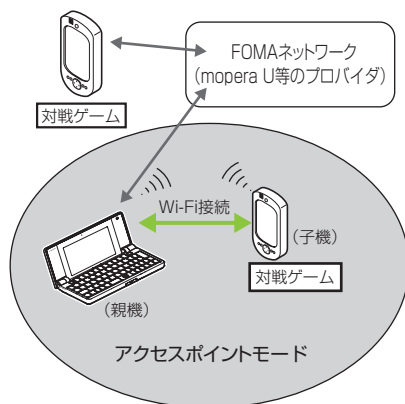 FOMAネットワーク
（mopera U等のプロバイダ）
対戦ゲーム
Wi-Fi接続
（子機）
対戦ゲーム
（親機）
アクセスポイントモード